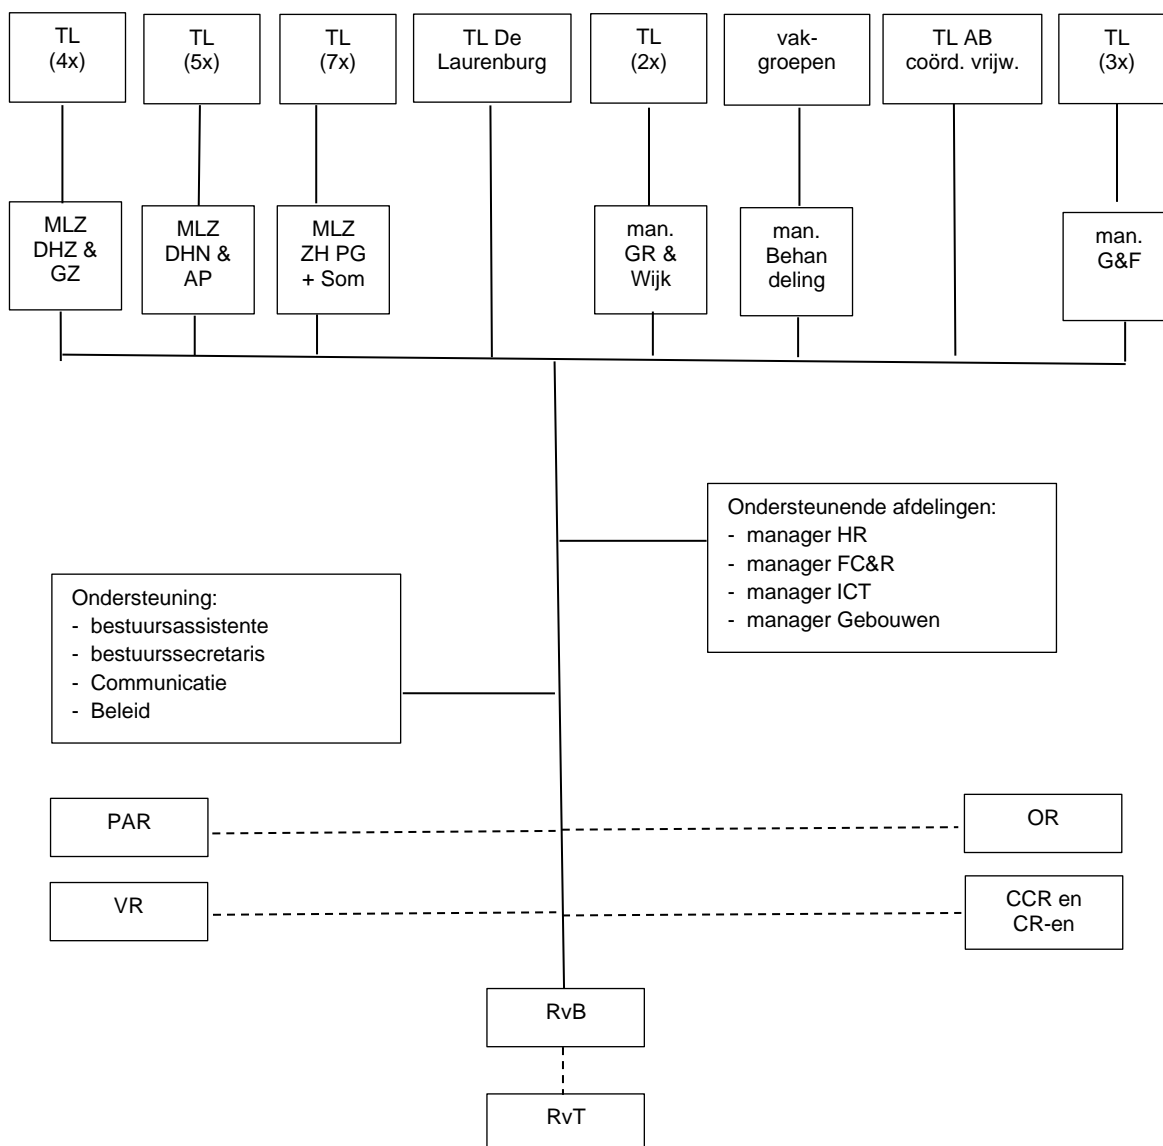 TL
(4x)
TL
(5x)
TL
(7x)
TL De
Laurenburg
TL
(2x)
vak-
groepen
TL AB
coörd. vrijw.
TL
(3x)
MLZ
DHZ &
GZ
MLZ
DHN &
AP
MLZ
ZH PG
+ Som
man.
GR &
Wijk
man.
Behan
deling
man.
G&F
Ondersteunende afdelingen:
- manager HR
- manager FC&R
- manager ICT
- manager Gebouwen
Ondersteuning:
- bestuursassistente
- bestuurssecretaris
- Communicatie
- Beleid
PAR
OR
VR
CCR en
CR-en
RvB
RvT